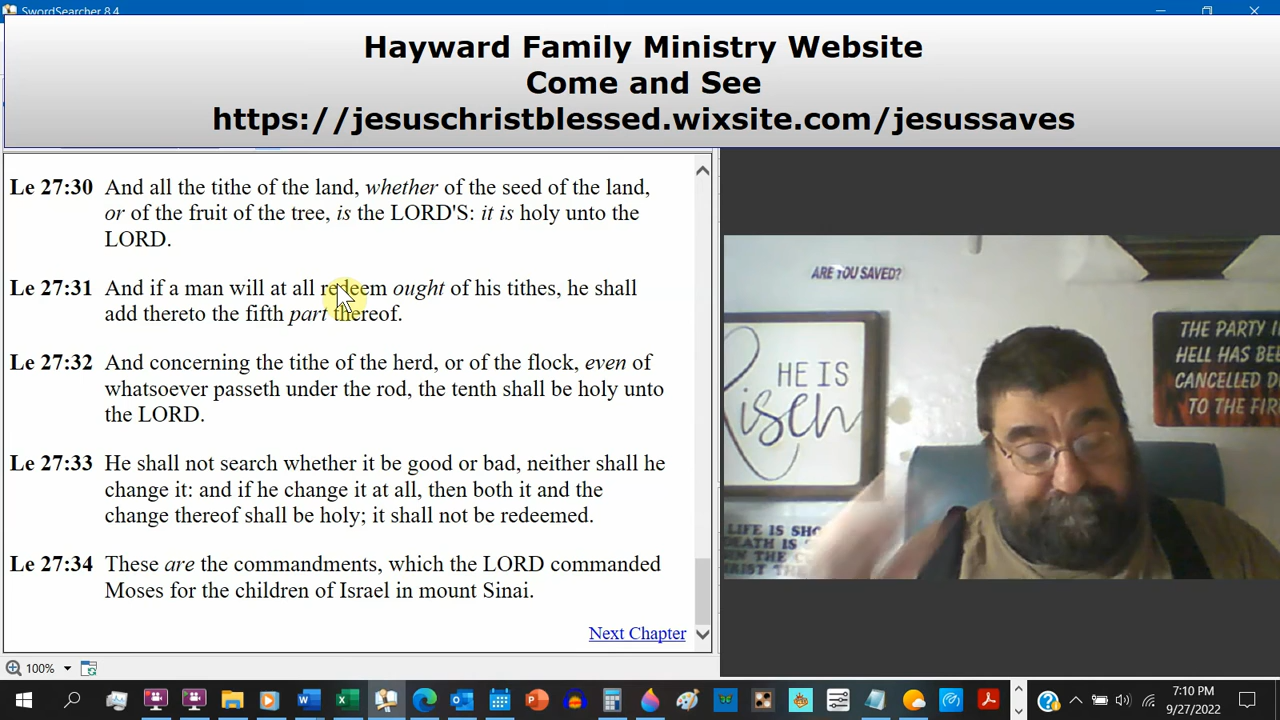 SwordSearcher 8.4
Hayward Family Ministry Website
Come and See
https://jesuschristblessed.wixsite.com/jesussaves
Le 27:30 And all the tithe of the land, whether of the seed of the land,
or of the fruit of the tree, is the LORD'S: it is holy unto the
LORD.
Le 27:31 And if a man will at all redeem ought of his tithes, he shall
add thereto the fifth part thereof.
Le 27:32 And concerning the tithe of the herd, or of the flock, even of
whatsoever passeth under the rod, the tenth shall be holy unto
the LORD.
Le 27:33 He shall not search whether it be good or bad, neither shall he
change it: and if he change it at all, then both it and the
change thereof shall be holy; it shall not be redeemed.
Le 27:34 These are the commandments, which the LORD commanded
Moses for the children of Israel in mount Sinai.
Next Chapter
100%
ARE YOU SAVED?
HE IS
Risen
LIFE IS
DEATH IS
THE
THE PARTY
HELL HAS
CANCELLED
TO THE
7:10 PM
9/27/2022